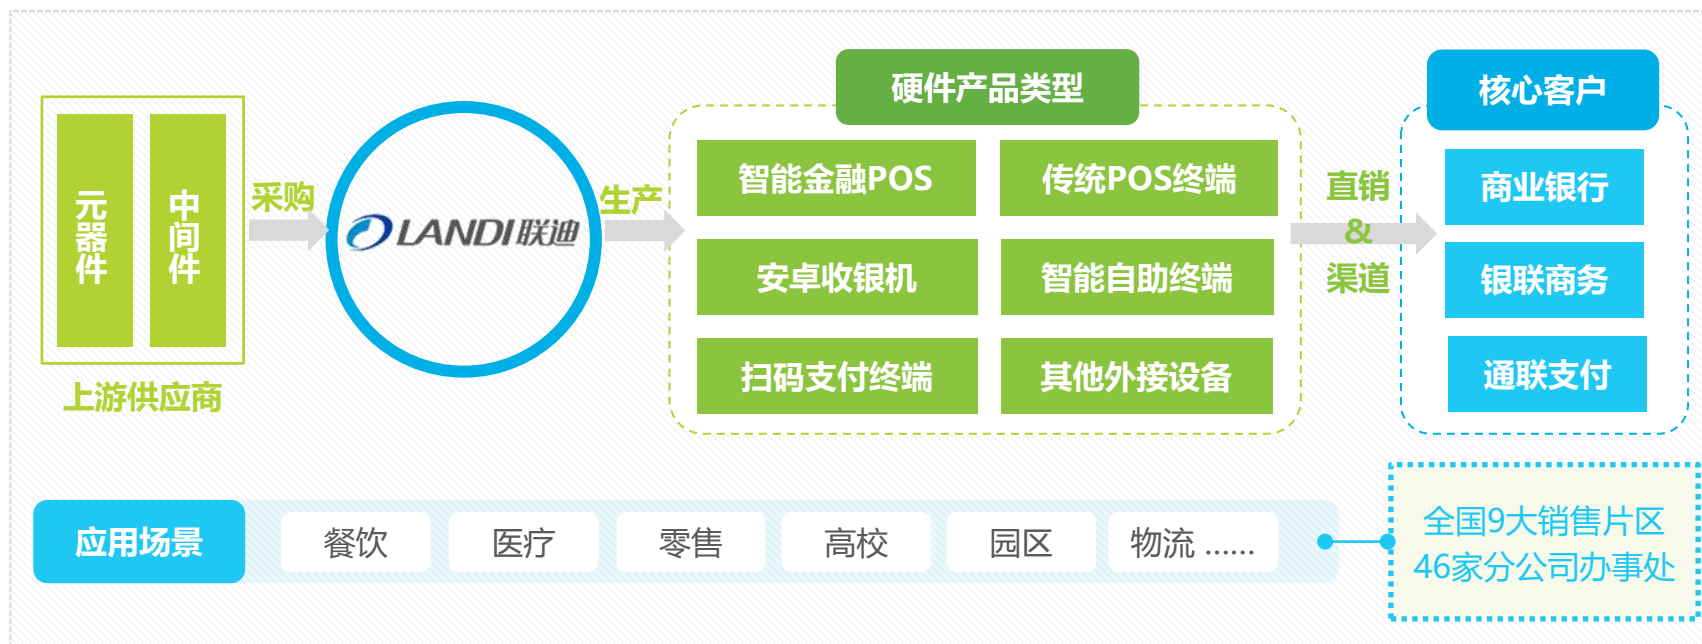 硬件产品类型
核心客户
元器件
中间件
上游供应商
采购
LANDI联迪
生产
智能金融POS
传统POS终端
安卓收银机
智能自助终端
扫码支付终端
其他外接设备
直销
&
渠道
商业银行
银联商务
通联支付
应用场景
餐饮
医疗
零售
高校
园区
物流 ......
全国9大销售片区
46家分公司办事处